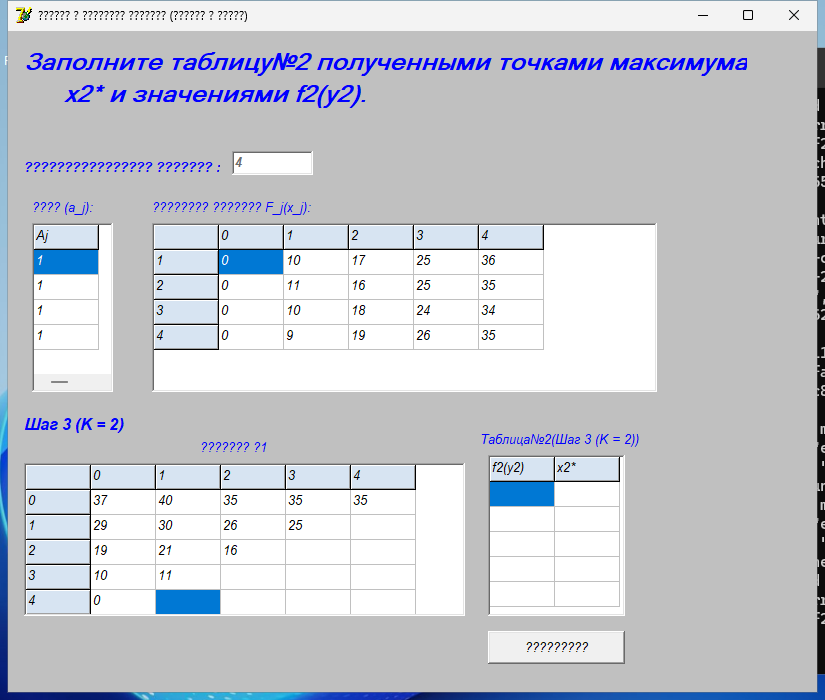 ?????? ? ???????? ??????? (?????? ? ?????)
Заполните таблицу№2 полученными точками максимума
x2* и значениями f2(y2).
???????????????? ??????? : 4
???? (a_j):
Aj
1
1
1
1
???????? ??????? F_j(x_j):
0 1 2 3 4
1 0 10 17 25 36
2 0 11 16 25 35
3 0 10 18 24 34
4 0 9 19 26 35
Шаг 3 (K = 2)
??????? ?1
0 1 2 3 4
0 37 40 35 35 35
1 29 30 26 25
2 19 21 16
3 10 11
4 0
Таблица№2(Шаг 3 (K = 2))
f2(y2) x2*
?????????